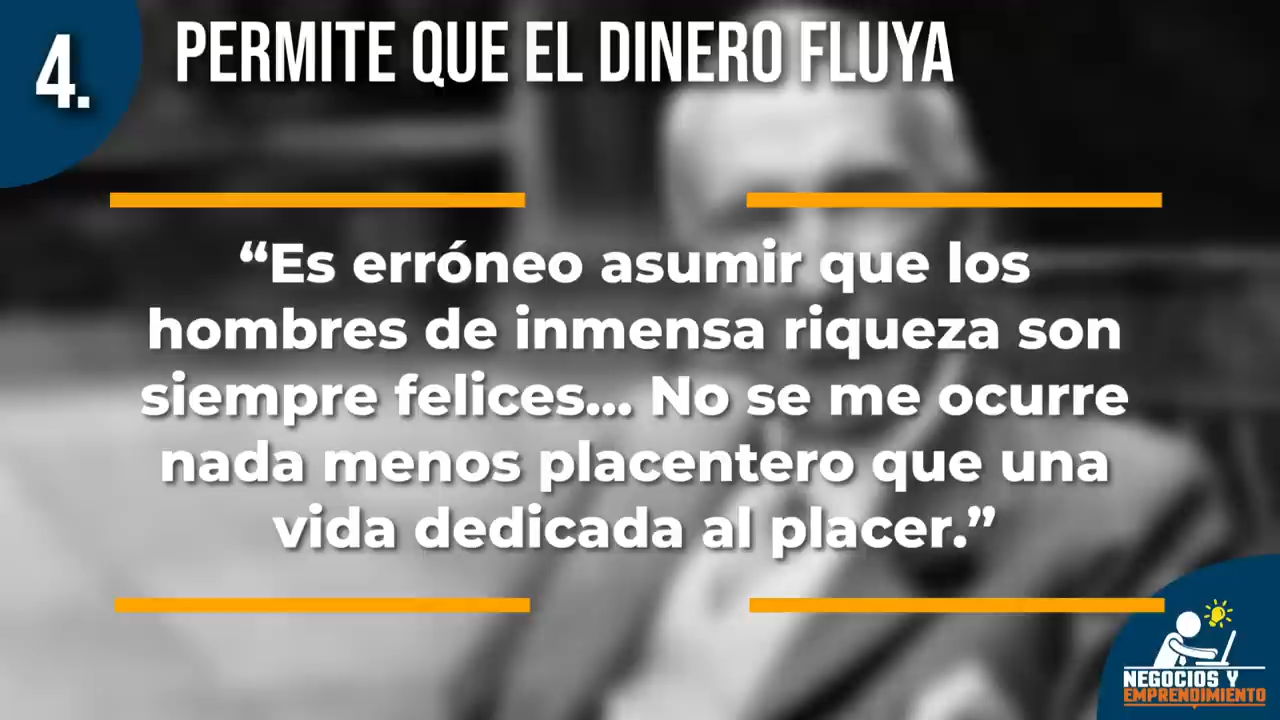 4.
PERMITE QUE EL DINERO FLUYA
“Es erróneo asumir que los
hombres de inmensa riqueza son
siempre felices... No se me ocurre
nada menos placentero que una
vida dedicada al placer.”
NEGOCIOS Y
EMPRENDIMIENTO